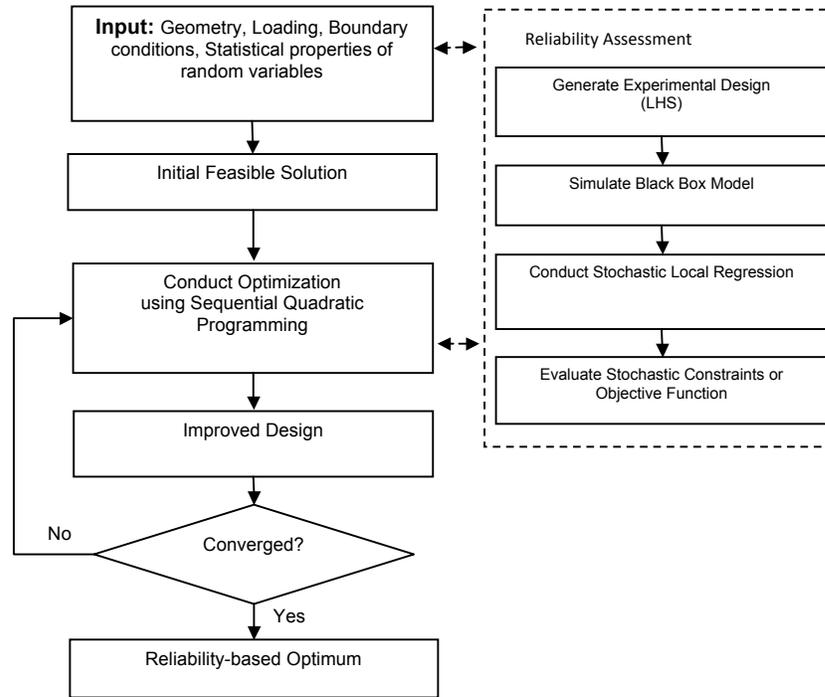 Input: Geometry, Loading, Boundary
conditions, Statistical properties of
random variables
Initial Feasible Solution
Conduct Optimization
using Sequential Quadratic
Programming
Improved Design
No
Converged?
Yes
Reliability-based Optimum
Reliability Assessment
Generate Experimental Design
(LHS)
Simulate Black Box Model
Conduct Stochastic Local Regression
Evaluate Stochastic Constraints or
Objective Function